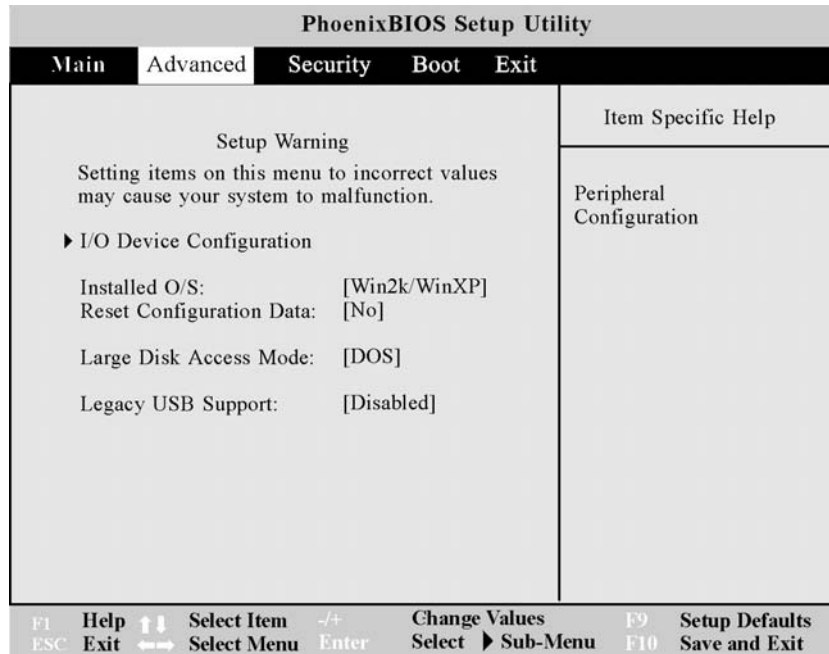 PhoenixBIOS Setup Utility
Main Advanced Security Boot Exit
Setup Warning
Setting items on this menu to incorrect values
may cause your system to malfunction.
I/O Device Configuration
Installed O/S: [Win2k/WinXP]
Reset Configuration Data: [No]
Large Disk Access Mode: [DOS]
Legacy USB Support: [Disabled]
Item Specific Help
Peripheral
Configuration
F1 Help Select Item -/+ Change Values F9 Setup Defaults
ESC Exit Select Menu Enter Select Sub-Menu F10 Save and Exit